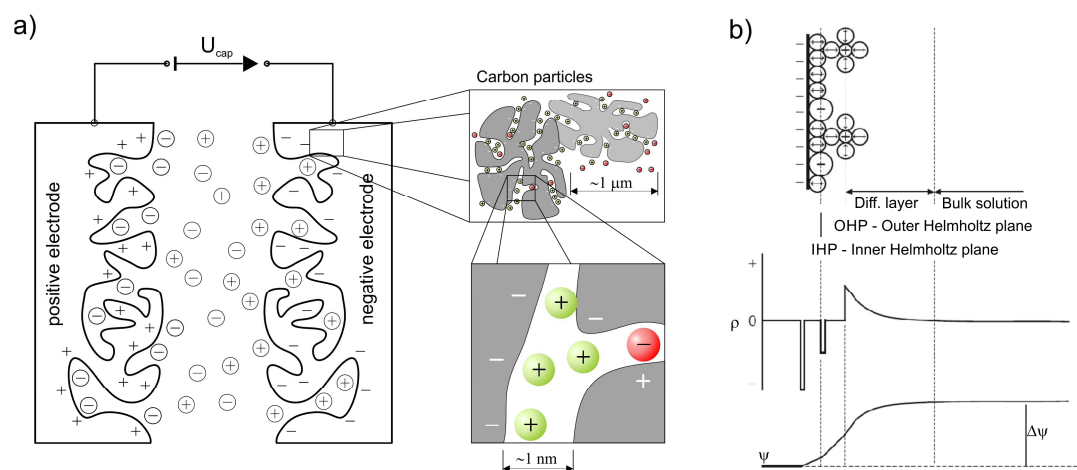 a)
U_cap
positive electrode
negative electrode
Carbon particles
~1 μm
~1 nm
b)
Diff. layer
Bulk solution
OHP - Outer Helmholtz plane
IHP - Inner Helmholtz plane
+
ρ 0
−
ψ
Δψ